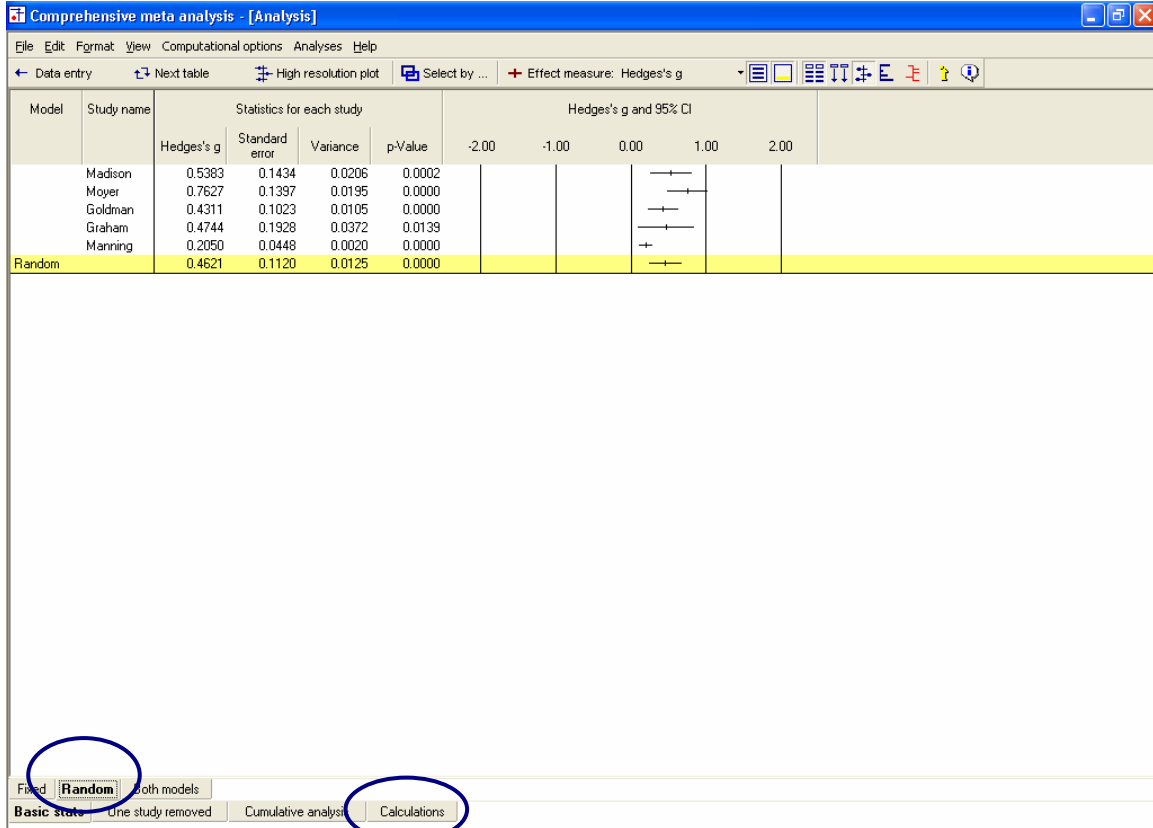 Comprehensive meta analysis - [Analysis]
File Edit Format View Computational options Analyses Help
Data entry Next table High resolution plot Select by ... Effect measure: Hedges's g
Model Study name Statistics for each study Hedges's g and 95% CI
Hedges's g Standard error Variance p-Value -2.00 -1.00 0.00 1.00 2.00
Madison 0.5383 0.1434 0.0206 0.0002
Moyer 0.7627 0.1397 0.0195 0.0000
Goldman 0.4311 0.1023 0.0105 0.0000
Graham 0.4744 0.1928 0.0372 0.0139
Manning 0.2050 0.0448 0.0020 0.0000
Random 0.4621 0.1120 0.0125 0.0000
Fixed Random Both models
Basic stats One study removed Cumulative analysis Calculations